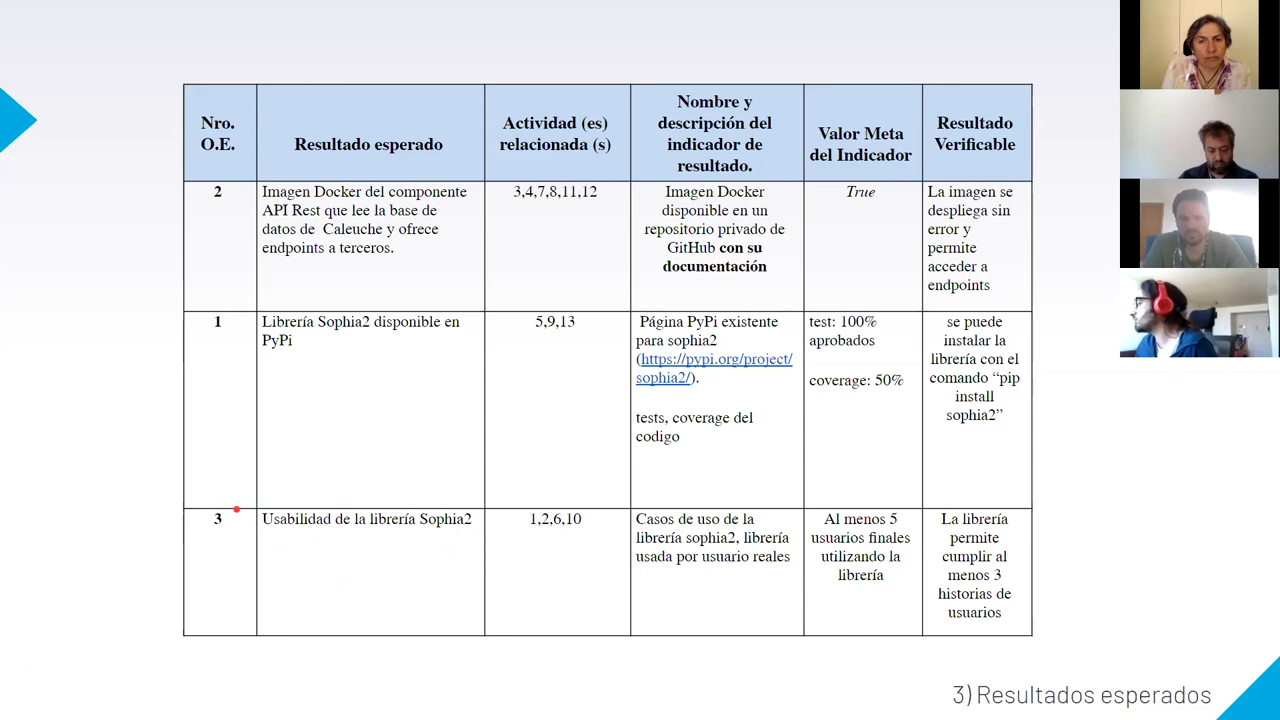 Nro.
O.E.
Resultado esperado
Actividad (es)
relacionada (s)
Nombre y
descripción del
indicador de
resultado.
Valor Meta
del Indicador
Resultado
Verificable
2
Imagen Docker del componente
API Rest que lee la base de
datos de Caleuche y ofrece
endpoints a terceros.
3,4,7,8,11,12
Imagen Docker
disponible en un
repositorio privado de
GitHub con su
documentación
True
La imagen se
despliega sin
error y
permite
acceder a
endpoints
1
Librería Sophia2 disponible en
PyPi
5,9,13
Página PyPi existente
para sophia2
(https://pypi.org/project/
sophia2/).
tests, coverage del
codigo
test: 100%
aprobados
coverage: 50%
se puede
instalar la
librería con el
comando “pip
install
sophia2”
3
Usabilidad de la librería Sophia2
1,2,6,10
Casos de uso de la
librería sophia2, librería
usada por usuario reales
Al menos 5
usuarios finales
utilizando la
librería
La librería
permite
cumplir al
menos 3
historias de
usuarios
3) Resultados esperados